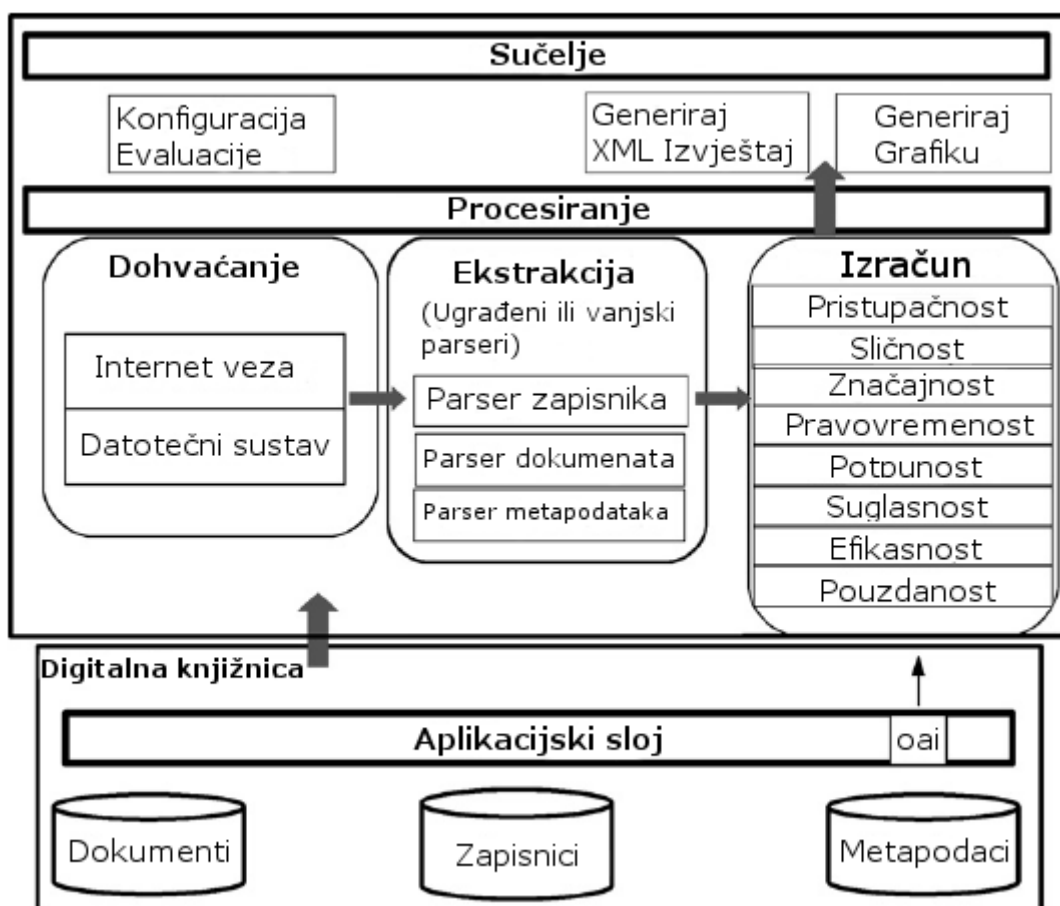 Sučelje
Konfiguracija
Evaluacije
Generiraj
XML Izvještaj
Generiraj
Grafiku
Procesiranje
Dohvaćanje
Internet veza
Datotečni sustav
Ekstrakcija
(Ugrađeni ili vanjski
parseri)
Parser zapisnika
Parser dokumenata
Parser metapodataka
Izračun
Pristupačnost
Sličnost
Značajnost
Pravovremenost
Potpunost
Suglasnost
Efikasnost
Pouzdanost
Digitalna knjižnica
Aplikacijski sloj
oai
Dokumenti
Zapisnici
Metapodaci